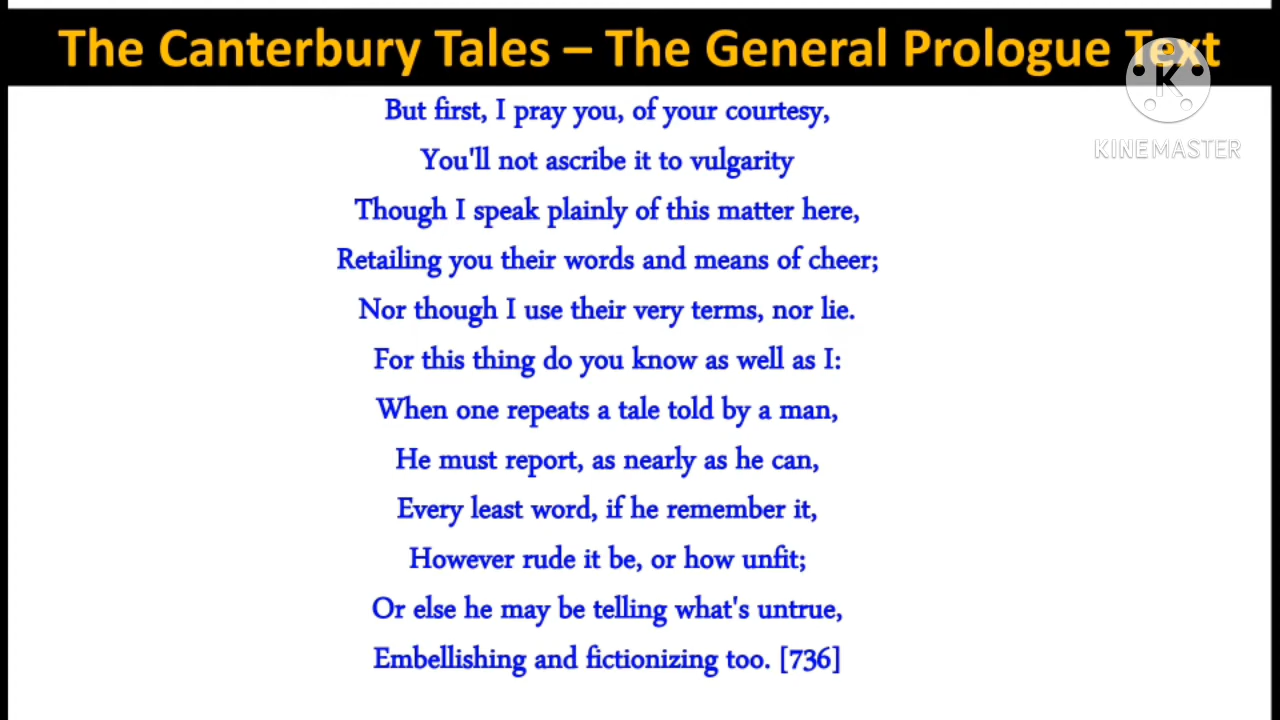 The Canterbury Tales – The General Prologue Text
K
KINEMASTER
But first, I pray you, of your courtesy,
You'll not ascribe it to vulgarity
Though I speak plainly of this matter here,
Retailing you their words and means of cheer;
Nor though I use their very terms, nor lie.
For this thing do you know as well as I:
When one repeats a tale told by a man,
He must report, as nearly as he can,
Every least word, if he remember it,
However rude it be, or how unfit;
Or else he may be telling what's untrue,
Embellishing and fictionizing too. [736]